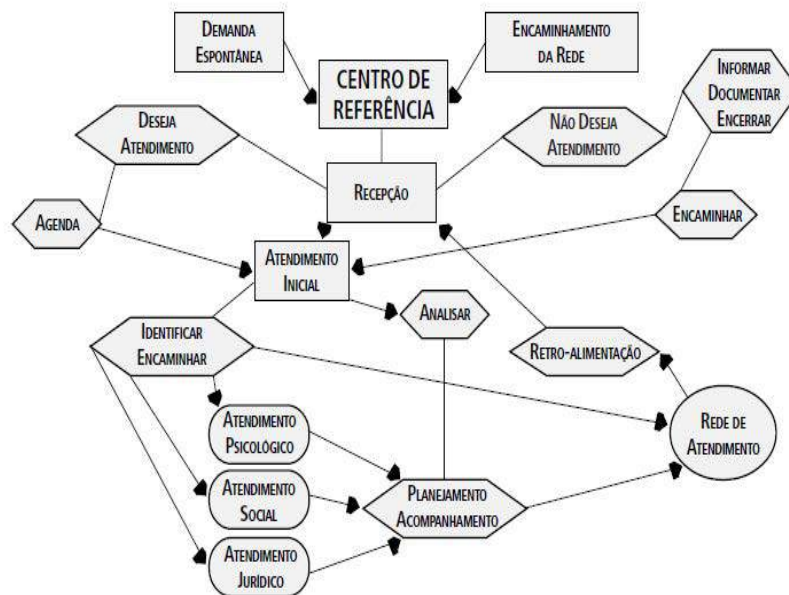 DEMANDA
ESPONTÂNEA
ENCAMINHAMENTO
DA REDE
CENTRO DE
REFERÊNCIA
INFORMAR
DOCUMENTAR
ENCERRAR
DESEJA
ATENDIMENTO
NÃO DESEJA
ATENDIMENTO
RECEPÇÃO
AGENDA
ENCAMINHAR
ATENDIMENTO
INICIAL
ANALISAR
IDENTIFICAR
ENCAMINHAR
RETRO-ALIMENTAÇÃO
ATENDIMENTO
PSICOLÓGICO
REDE DE
ATENDIMENTO
ATENDIMENTO
SOCIAL
PLANEJAMENTO
ACOMPANHAMENTO
ATENDIMENTO
JURÍDICO